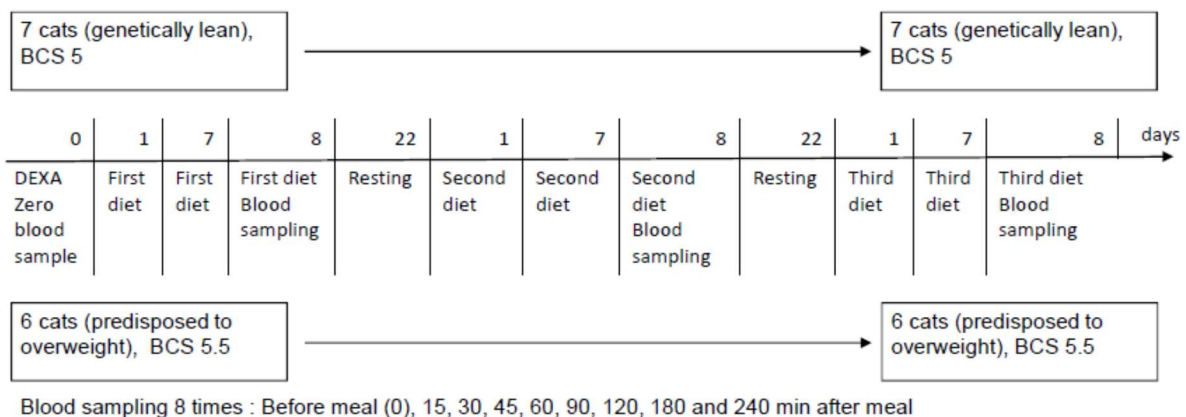 7 cats (genetically lean),
BCS 5
7 cats (genetically lean),
BCS 5
0 1 7 8 22 1 7 8 22 1 7 8 days
DEXA First First First diet Resting Second Second Second Resting Third Third Third diet
Zero diet diet Blood diet diet diet diet diet Blood
blood sampling Blood sampling
sample sampling
6 cats (predisposed to
overweight), BCS 5.5
6 cats (predisposed to
overweight), BCS 5.5
Blood sampling 8 times : Before meal (0), 15, 30, 45, 60, 90, 120, 180 and 240 min after meal